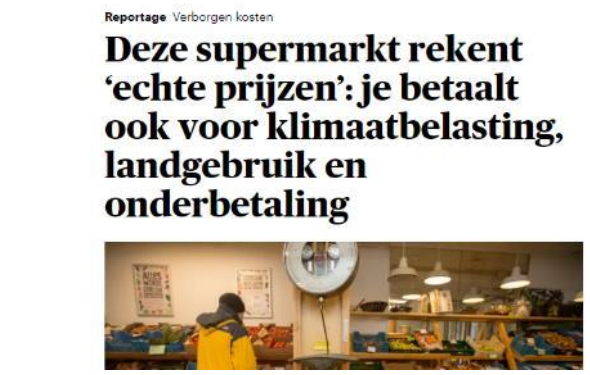 Reportage Verborgen kosten
Deze supermarkt rekent
‘echte prijzen’: je betaalt
ook voor klimaatbelasting,
landgebruik en
onderbetaling